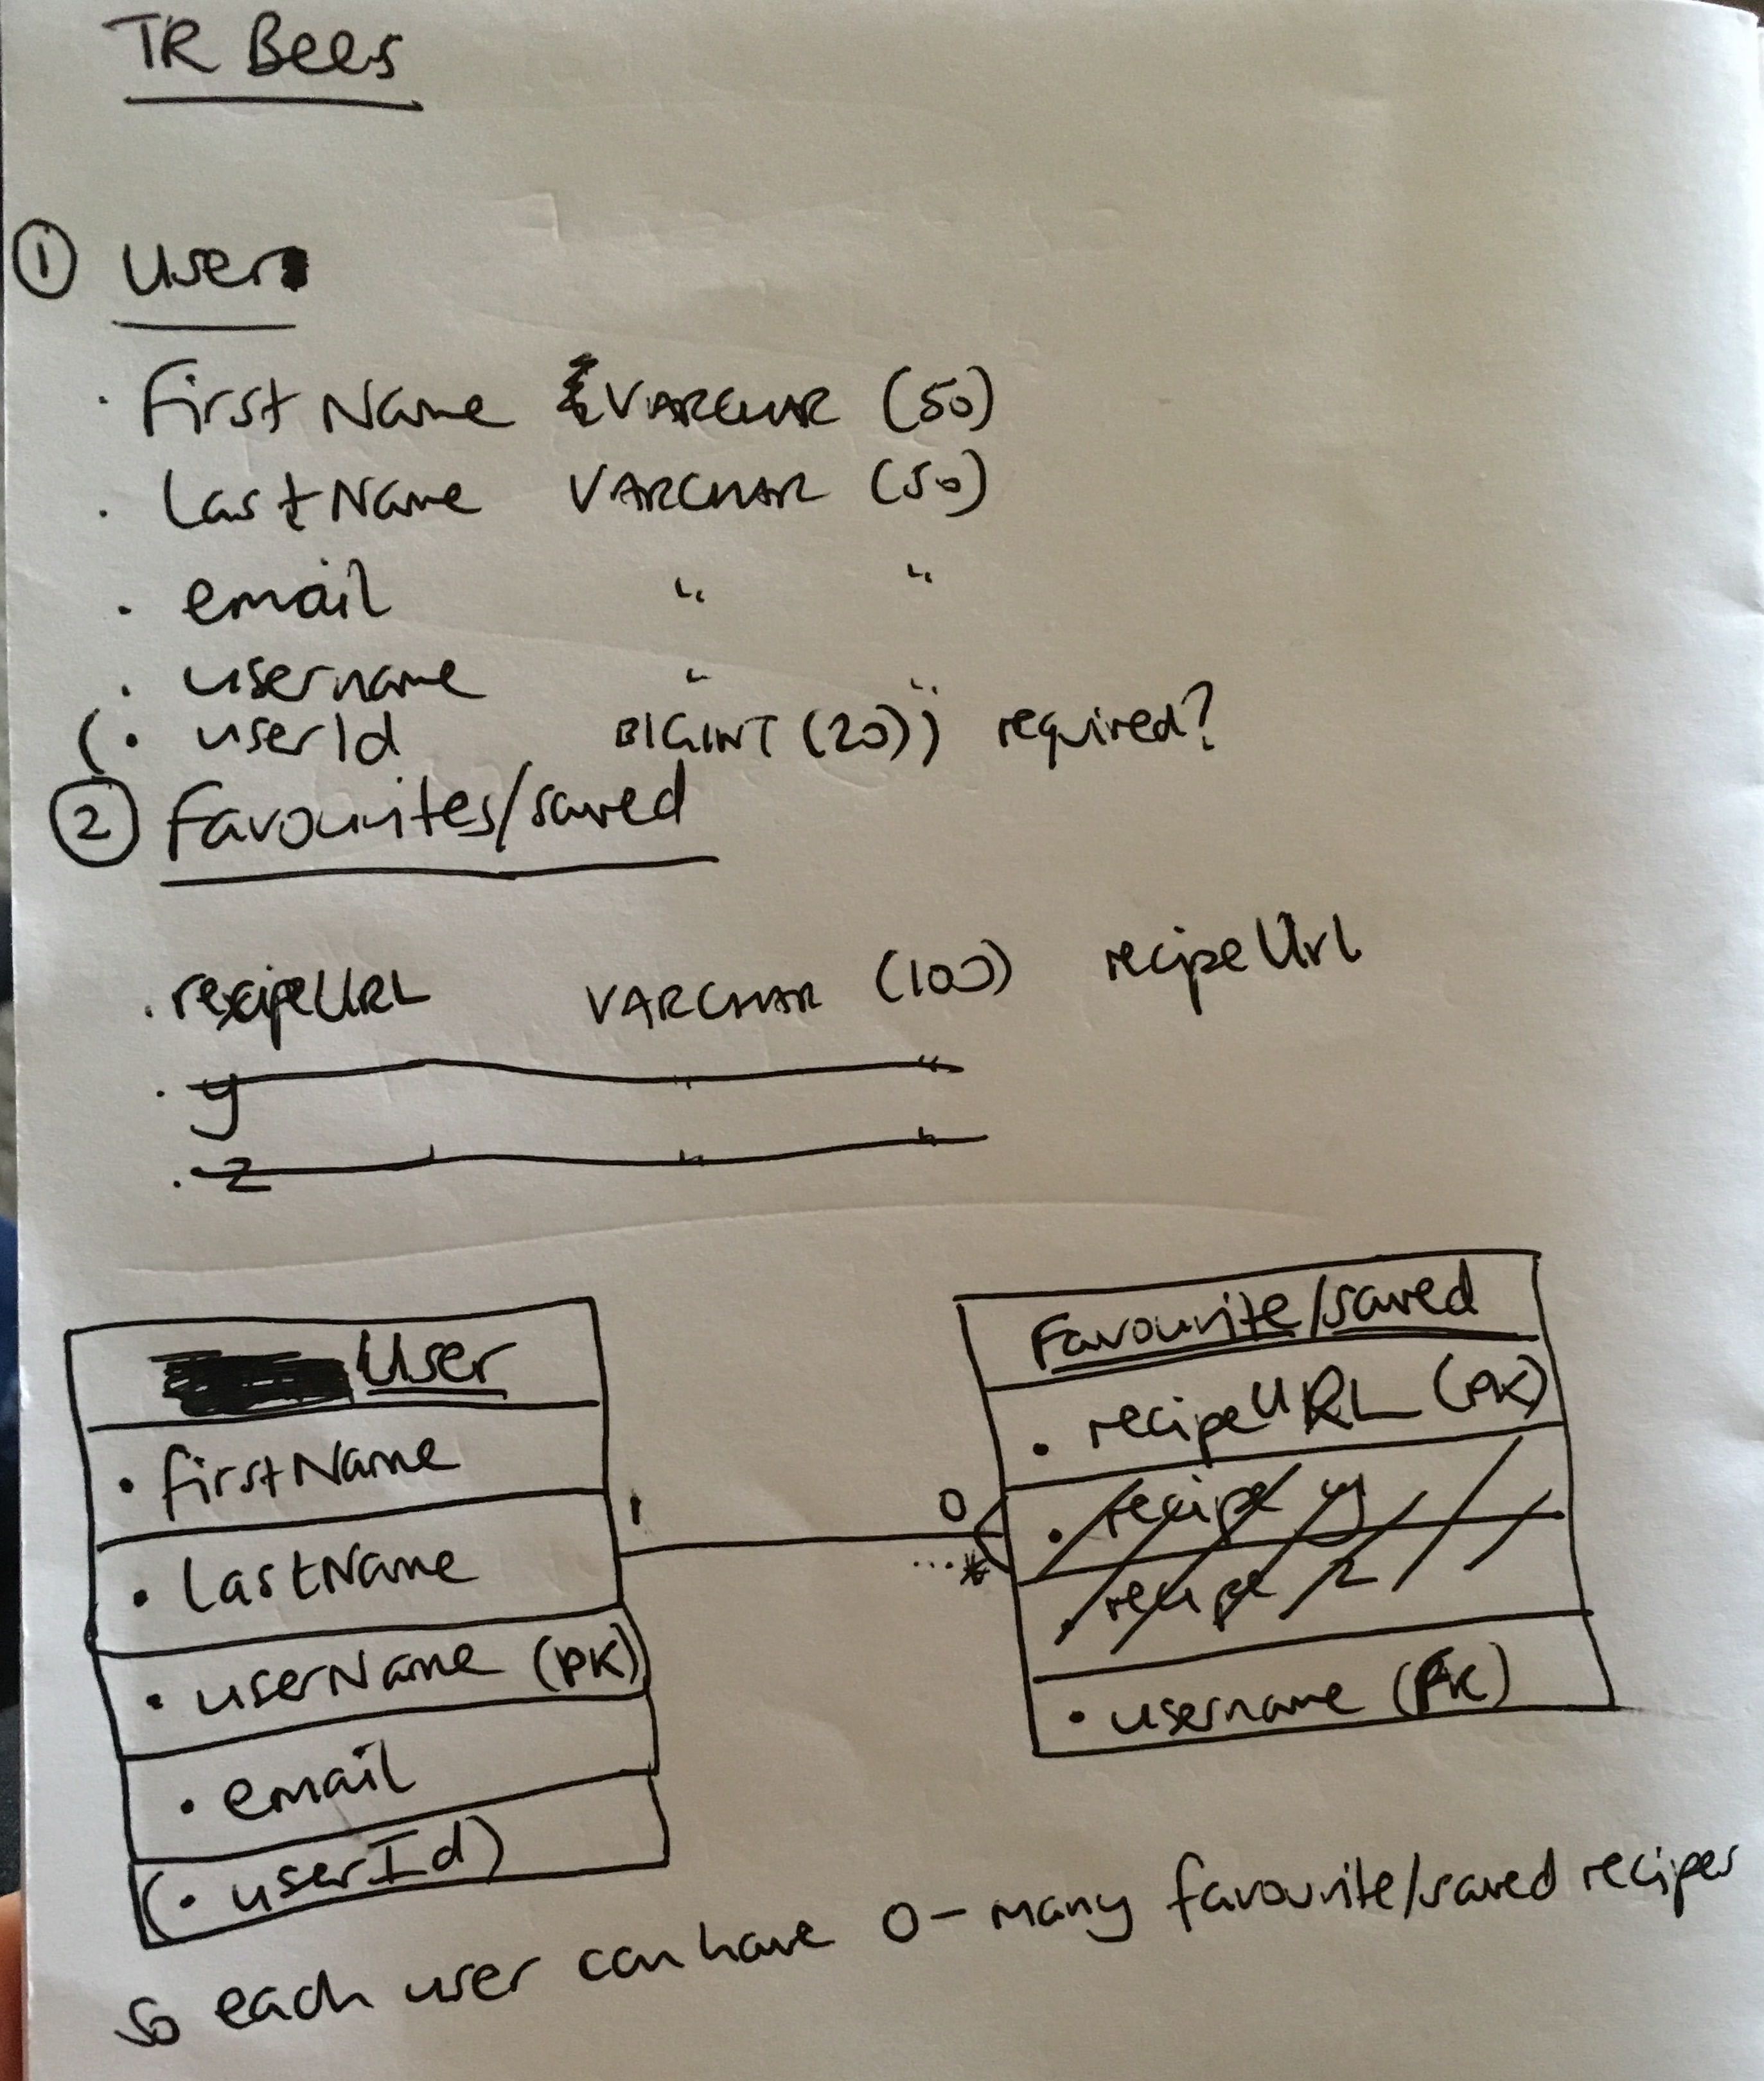 TR Bees
① User
· firstName VARCHAR (50)
· lastName VARCHAR (50)
· email " "
· username " "
(· userId BIGINT (20)) required?
② Favourites/saved
· recipeURL VARCHAR (100) recipeUrl
· y " "
· z " "
User
• firstName
• lastName
• userName (PK)
• email
(• userId)
1
0
...*
Favourite/saved
• recipeURL (PK)
• recipe y
• recipe z
• username (FK)
So each user can have 0 - many favourite/saved recipes